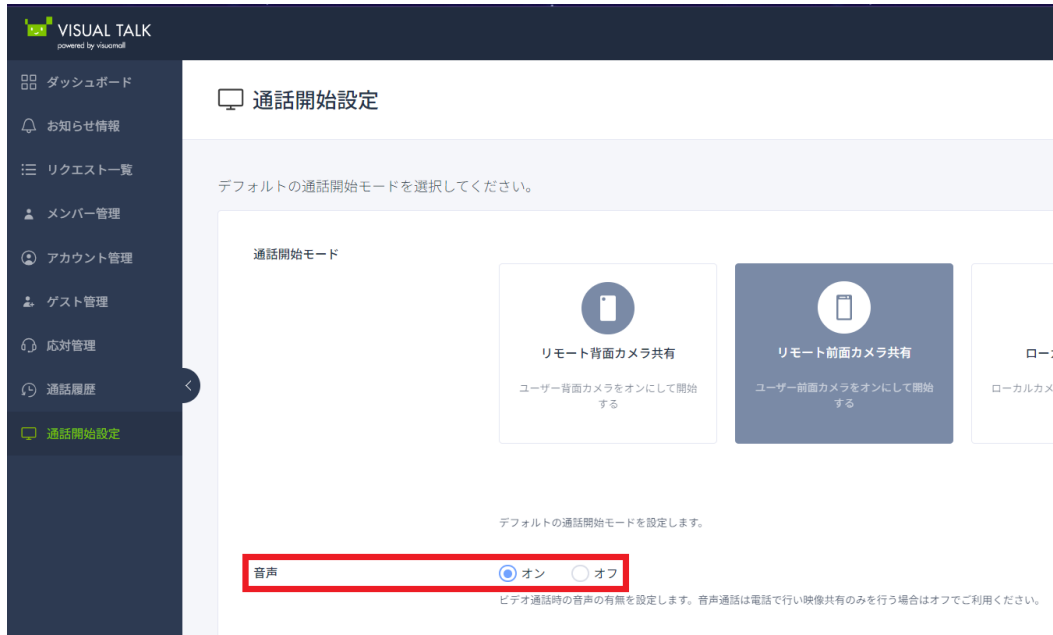 VISUAL TALK
powered by visuamall
ダッシュボード
お知らせ情報
リクエスト一覧
メンバー管理
アカウント管理
ゲスト管理
応対管理
通話履歴
通話開始設定
通話開始設定
デフォルトの通話開始モードを選択してください。
通話開始モード
リモート背面カメラ共有
ユーザー背面カメラをオンにして開始
する
リモート前面カメラ共有
ユーザー前面カメラをオンにして開始
する
ローカ
ローカルカメ
デフォルトの通話開始モードを設定します。
音声
オン
オフ
ビデオ通話時の音声の有無を設定します。音声通話は電話で行い映像共有のみを行う場合はオフでご利用ください。